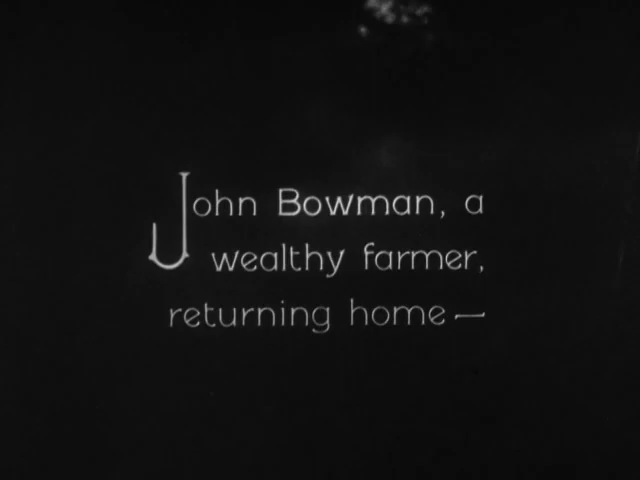 John Bowman, a
wealthy farmer,
returning home—